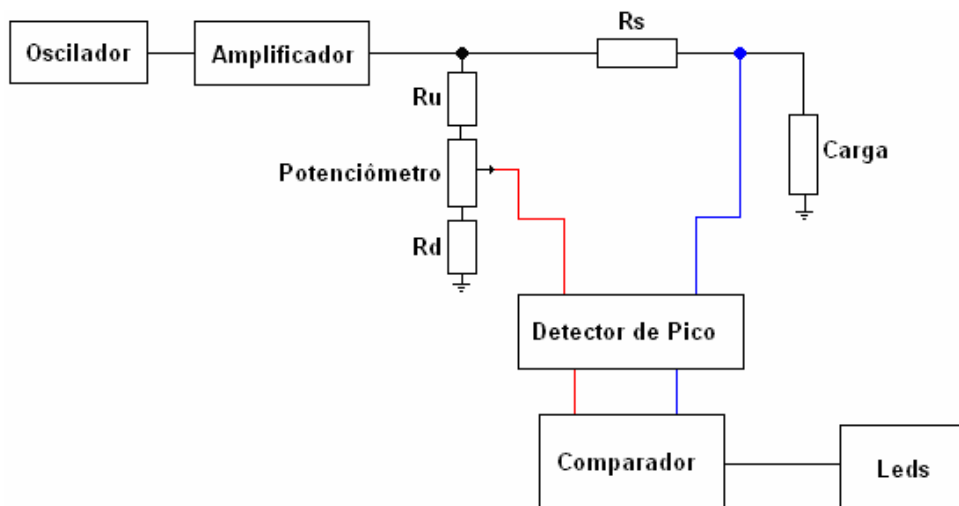 Rs
Oscilador
Amplificador
Ru
Carga
Potenciômetro
Rd
Detector de Pico
Comparador
Leds